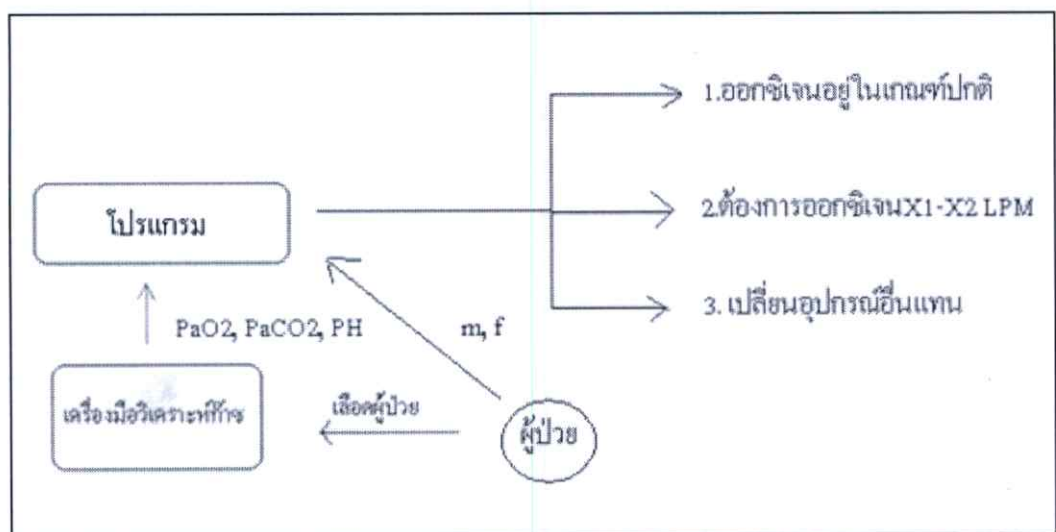 1.ออกซิเจนอยู่ในเกณฑ์ปกติ
โปรแกรม
2.ต้องการออกซิเจนX1-X2 LPM
3. เปลี่ยนอุปกรณ์อื่นแทน
PaO2, PaCO2, PH
m, f
เครื่องมือวิเคราะห์ก๊าซ
เลือดผู้ป่วย
ผู้ป่วย